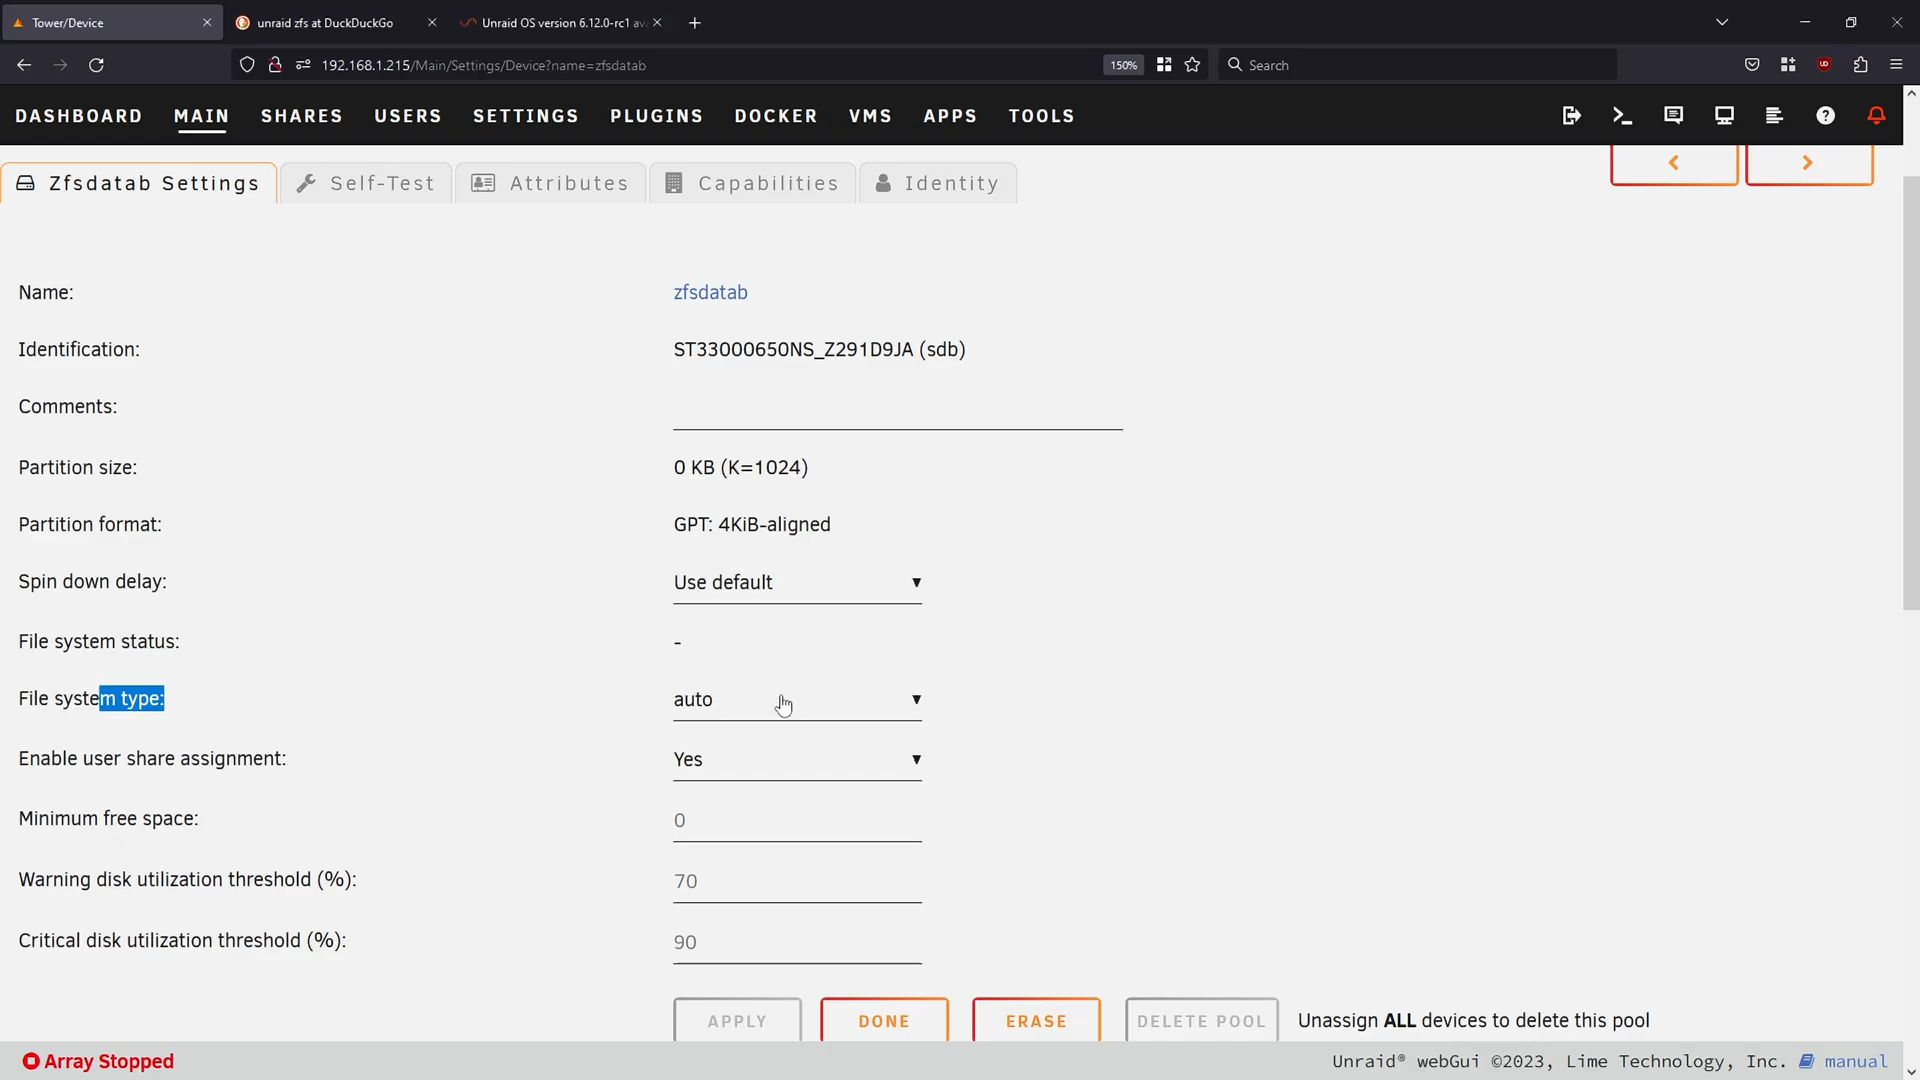 Tower/Device
unraid zfs at DuckDuckGo
Unraid OS version 6.12.0-rc1 av
192.168.1.215/Main/Settings/Device?name=zfsdatab
150%
Search
DASHBOARD MAIN SHARES USERS SETTINGS PLUGINS DOCKER VMS APPS TOOLS
Zfsdatab Settings
Self-Test
Attributes
Capabilities
Identity
Name: zfsdatab
Identification: ST33000650NS_Z291D9JA (sdb)
Comments:
Partition size: 0 KB (K=1024)
Partition format: GPT: 4KiB-aligned
Spin down delay: Use default
File system status: -
File system type: auto
Enable user share assignment: Yes
Minimum free space: 0
Warning disk utilization threshold (%): 70
Critical disk utilization threshold (%): 90
APPLY DONE ERASE DELETE POOL Unassign ALL devices to delete this pool
Array Stopped
Unraid® webGui ©2023, Lime Technology, Inc. manual